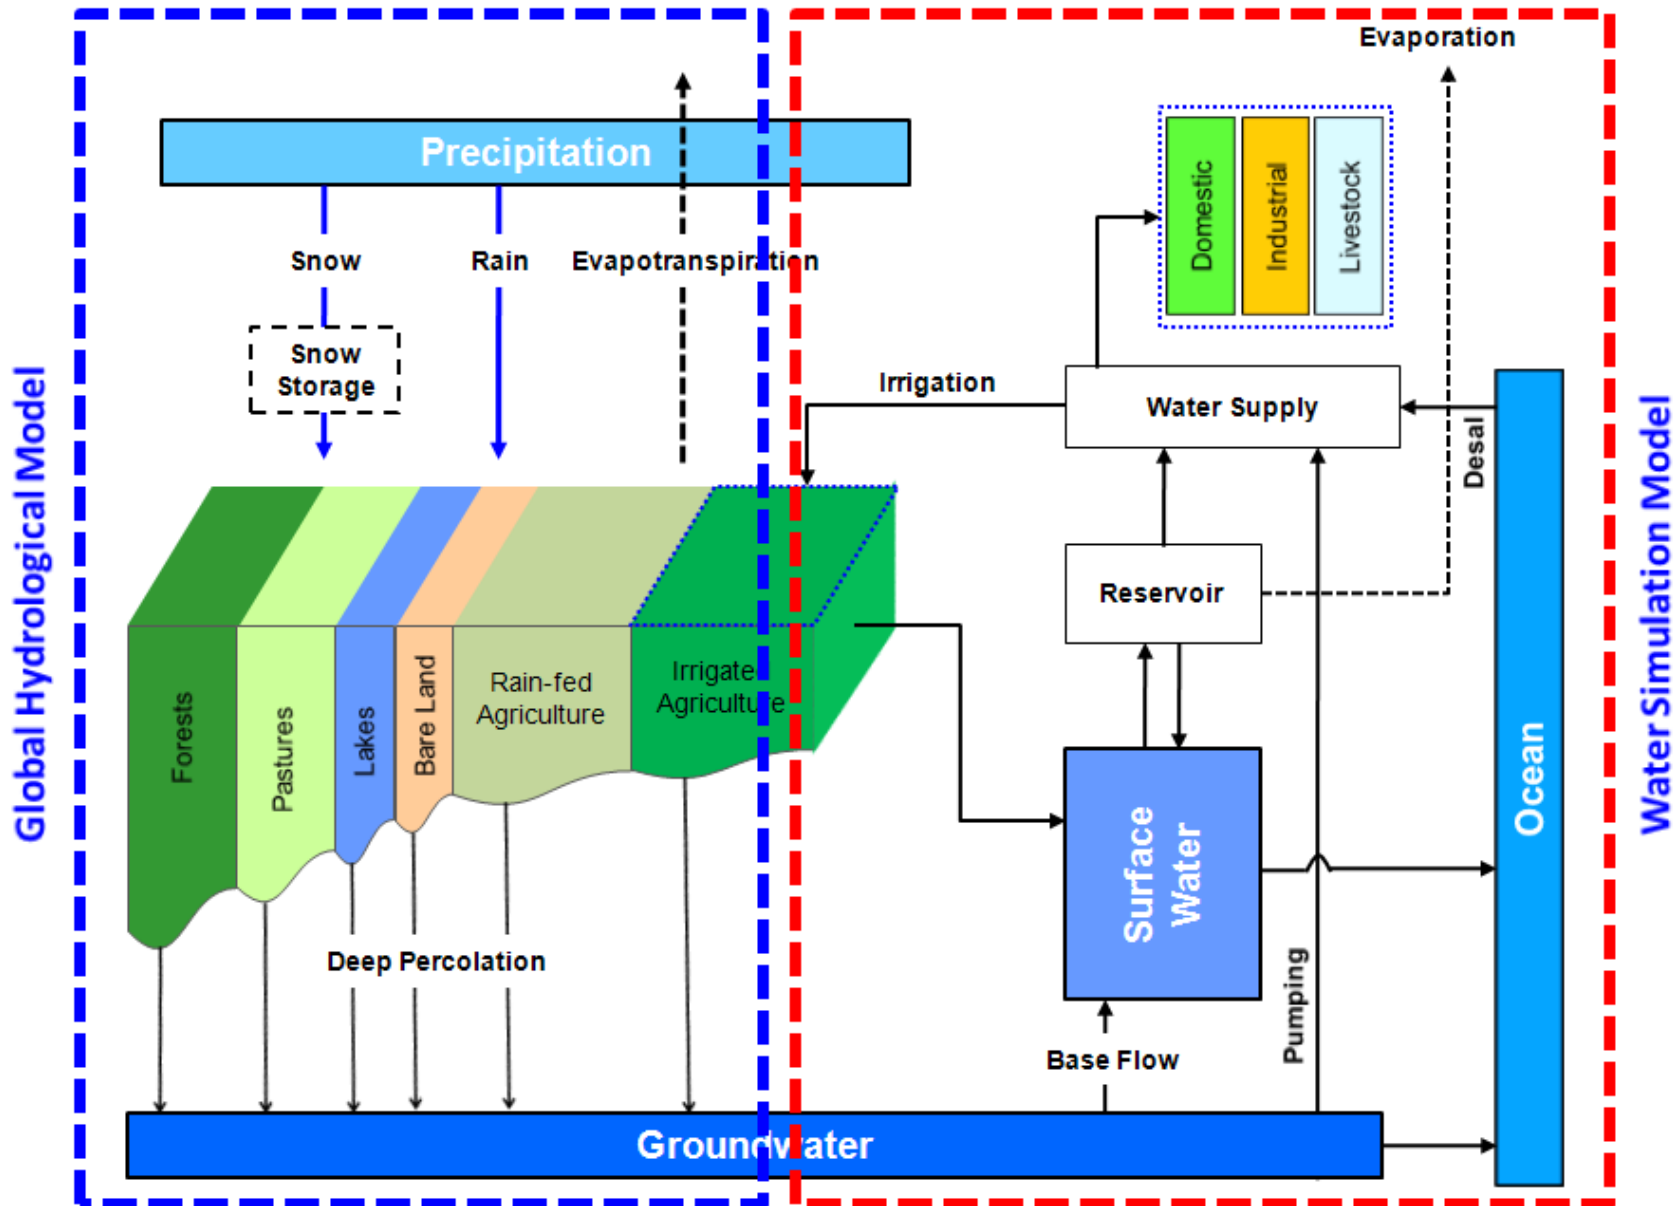 Evaporation
Precipitation
Domestic
Industrial
Livestock
Snow
Rain
Evapotranspiration
Snow
Storage
Irrigation
Water Supply
Desal
Global Hydrological Model
Water Simulation Model
Reservoir
Forests
Pastures
Lakes
Bare Land
Rain-fed
Agriculture
Irrigated
Agriculture
Surface
Water
Ocean
Deep Percolation
Pumping
Base Flow
Groundwater